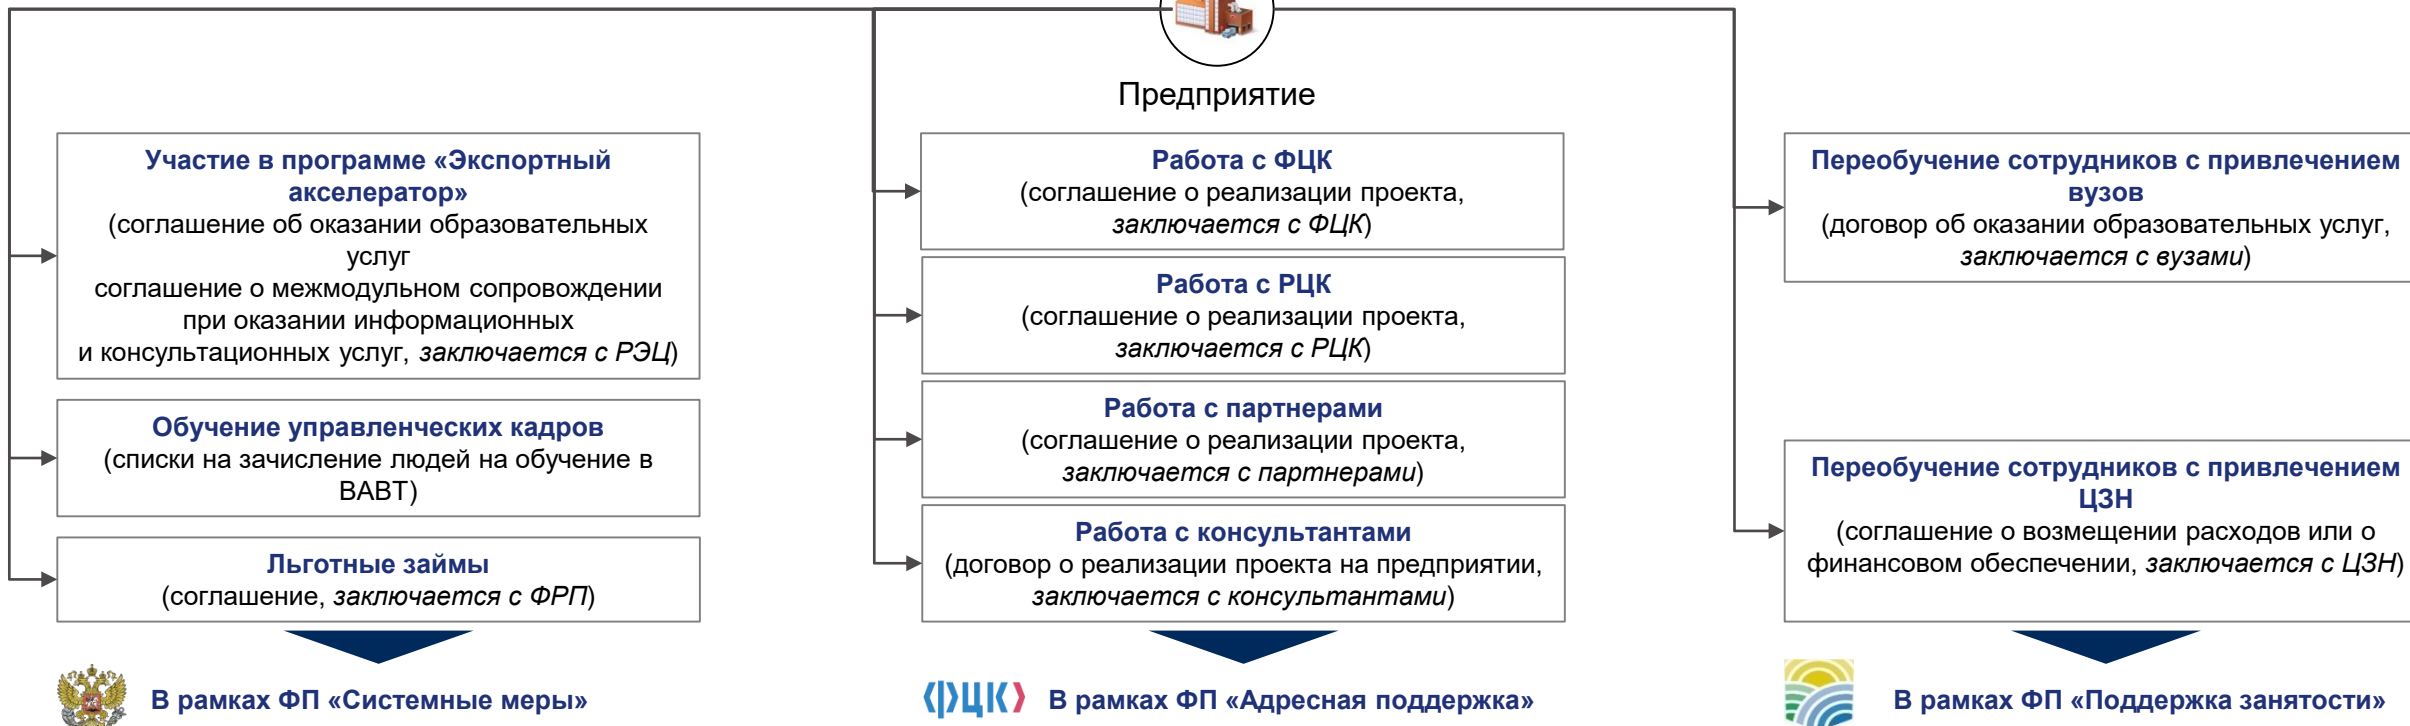 Предприятие
Участие в программе «Экспортный
акселератор»
(соглашение об оказании образовательных
услуг
соглашение о межмодульном сопровождении
при оказании информационных
и консультационных услуг, заключается с РЭЦ)
Обучение управленческих кадров
(списки на зачисление людей на обучение в
ВАВТ)
Льготные займы
(соглашение, заключается с ФРП)
В рамках ФП «Системные меры»
Работа с ФЦК
(соглашение о реализации проекта,
заключается с ФЦК)
Работа с РЦК
(соглашение о реализации проекта,
заключается с РЦК)
Работа с партнерами
(соглашение о реализации проекта,
заключается с партнерами)
Работа с консультантами
(договор о реализации проекта на предприятии,
заключается с консультантами)
ФЦК
В рамках ФП «Адресная поддержка»
Переобучение сотрудников с привлечением
вузов
(договор об оказании образовательных услуг,
заключается с вузами)
Переобучение сотрудников с привлечением
ЦЗН
(соглашение о возмещении расходов или о
финансовом обеспечении, заключается с ЦЗН)
В рамках ФП «Поддержка занятости»